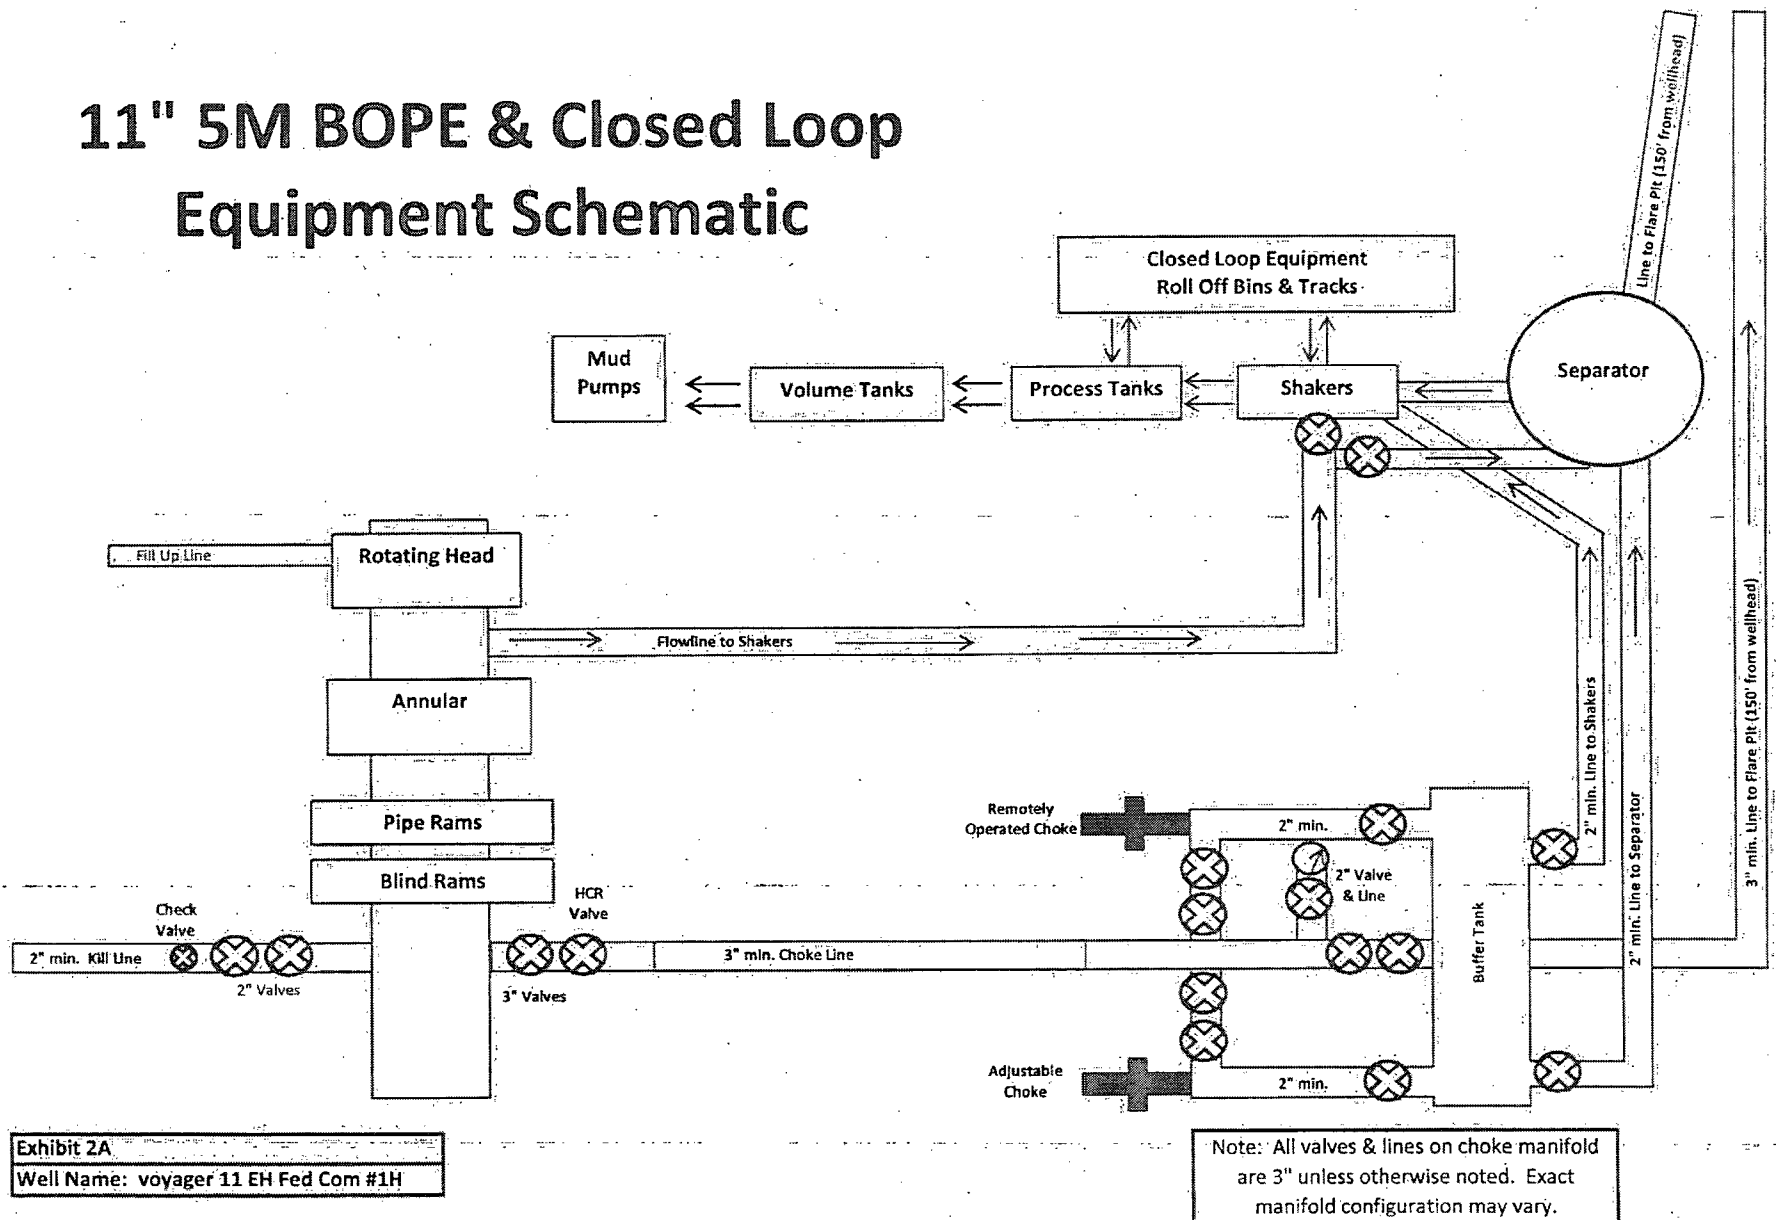 11" 5M BOPE & Closed Loop
Equipment Schematic
Line to Flare Pit (150' from wellhead)
Closed Loop Equipment
Roll Off Bins & Tracks
Mud
Pumps
Volume Tanks
Process Tanks
Shakers
Separator
Fill Up Line
Rotating Head
Flowline to Shakers
Annular
Pipe Rams
Blind Rams
Remotely
Operated Choke
2" min.
2" Valve
& Line
2" min. Line to Shakers
2" min. Line to Separator
3" min. Line to Flare Pit (150' from wellhead)
Check
Valve
HCR
Valve
2" min. Kill Line
2" Valves
3" Valves
3" min. Choke Line
Buffer Tank
Adjustable
Choke
2" min.
Exhibit 2A
Well Name: voyager 11 EH Fed Com #1H
Note: All valves & lines on choke manifold
are 3" unless otherwise noted. Exact
manifold configuration may vary.